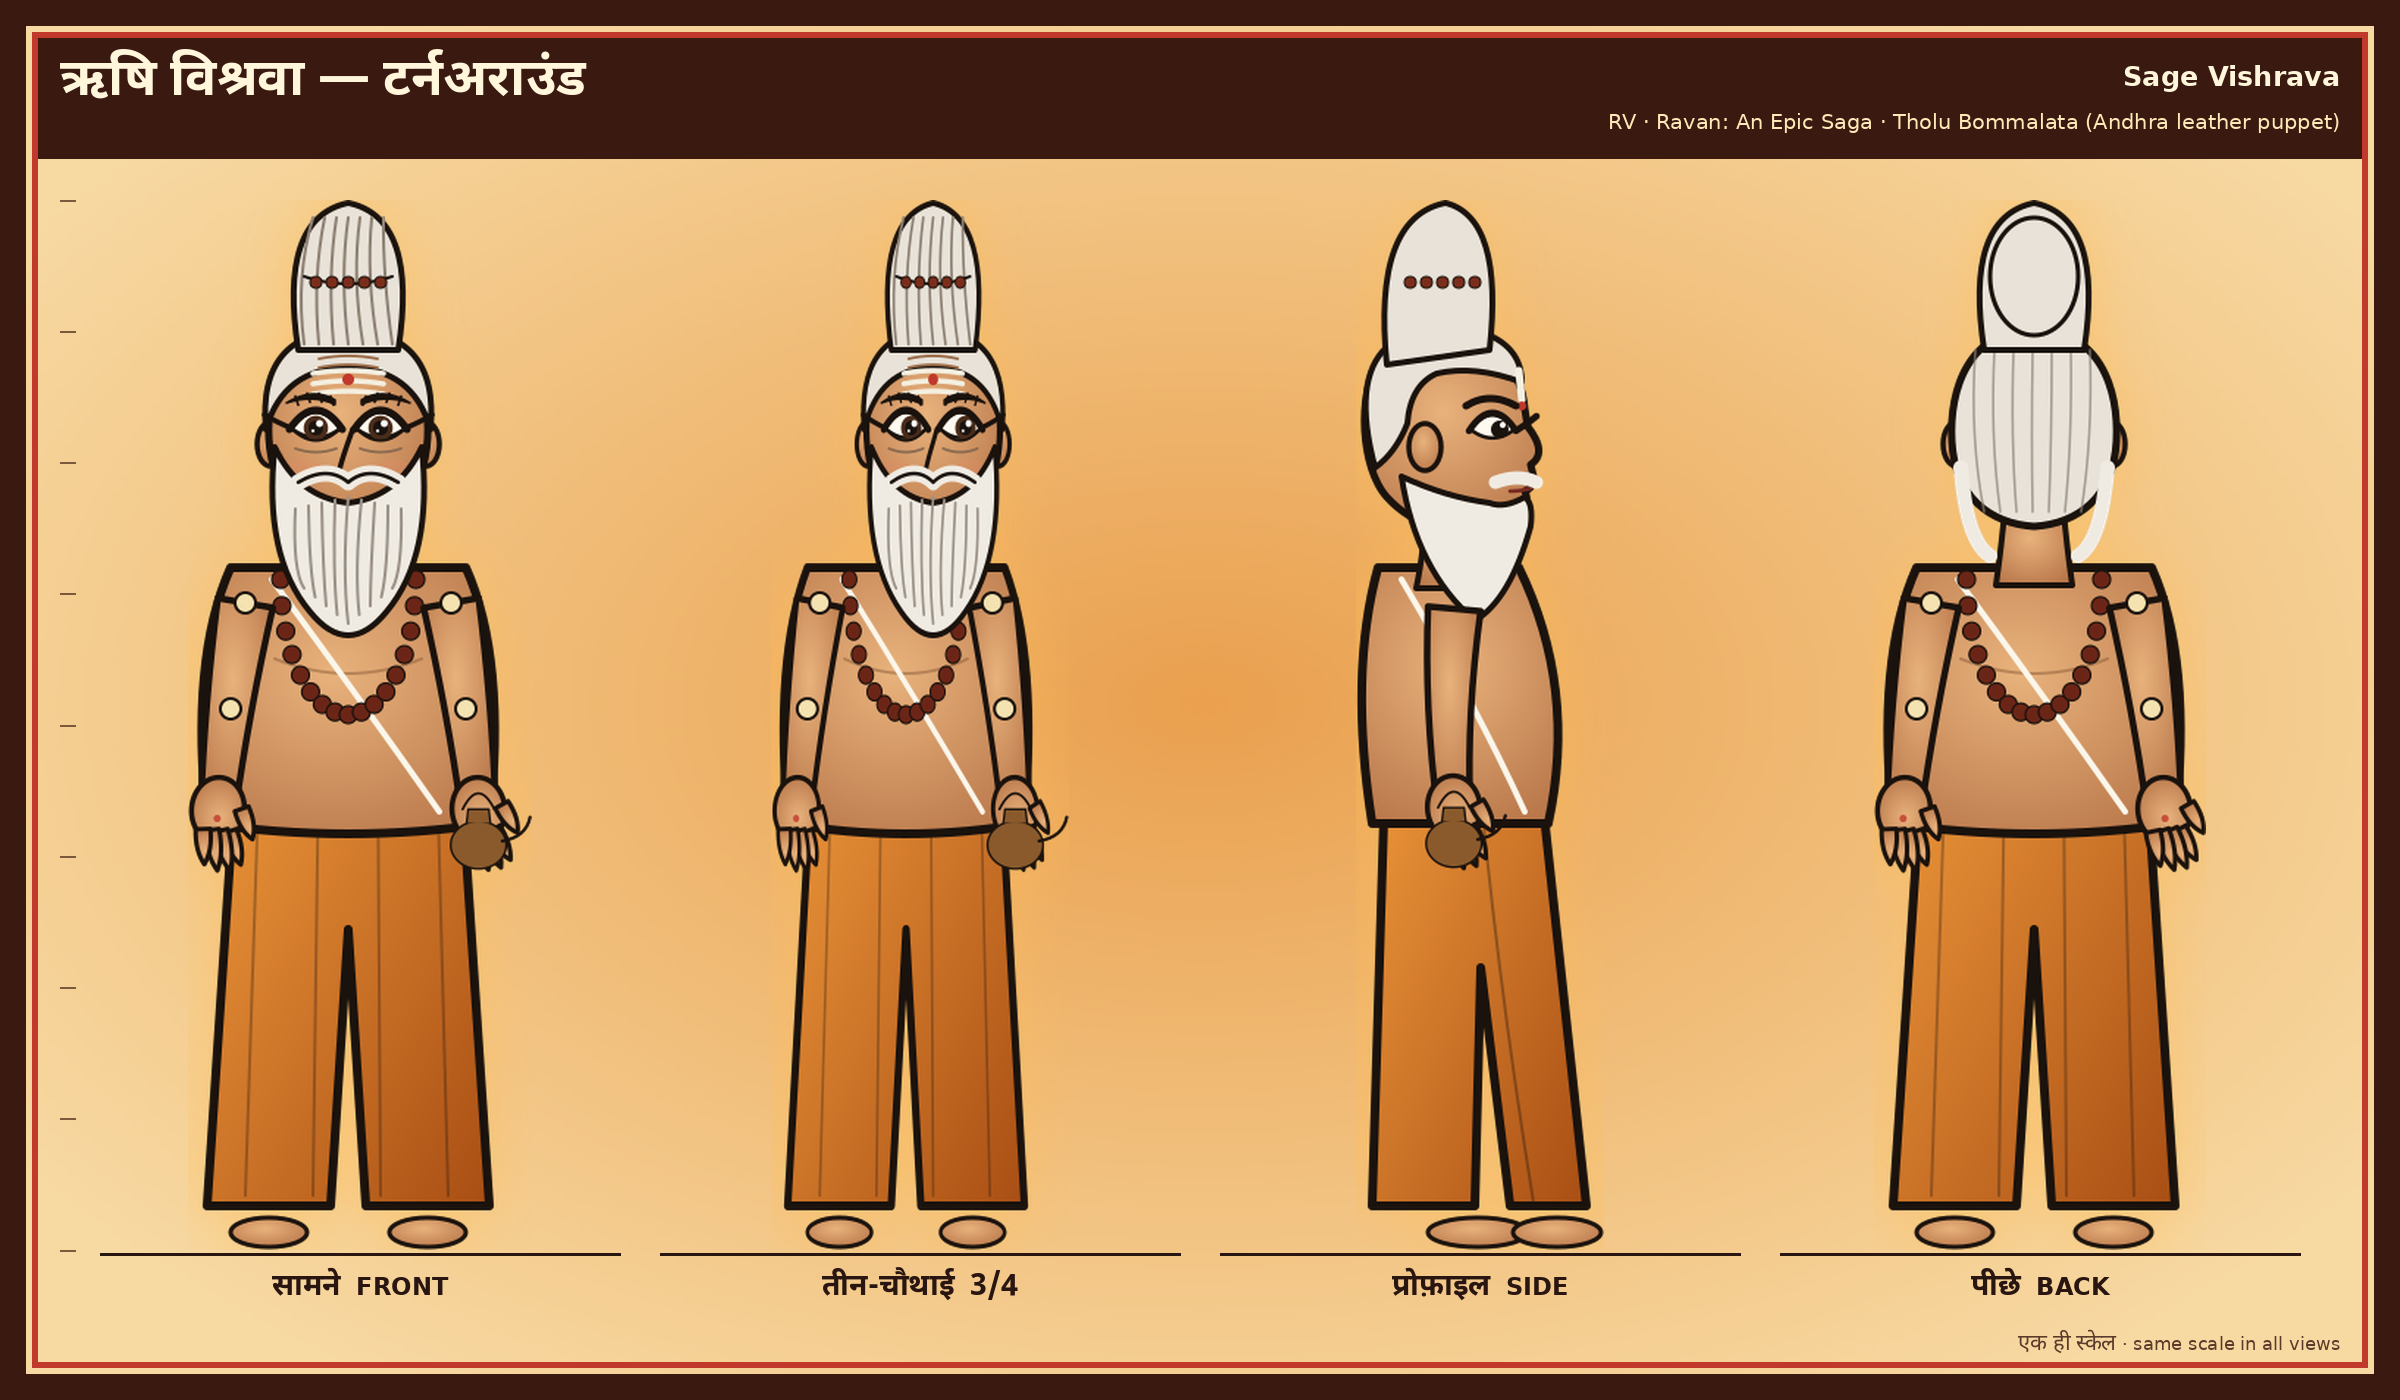 ऋषि विश्रवा — टर्नअराउंड
Sage Vishrava
RV · Ravan: An Epic Saga · Tholu Bommalata (Andhra leather puppet)
सामने FRONT
तीन-चौथाई 3/4
प्रोफ़ाइल SIDE
पीछे BACK
एक ही स्केल · same scale in all views